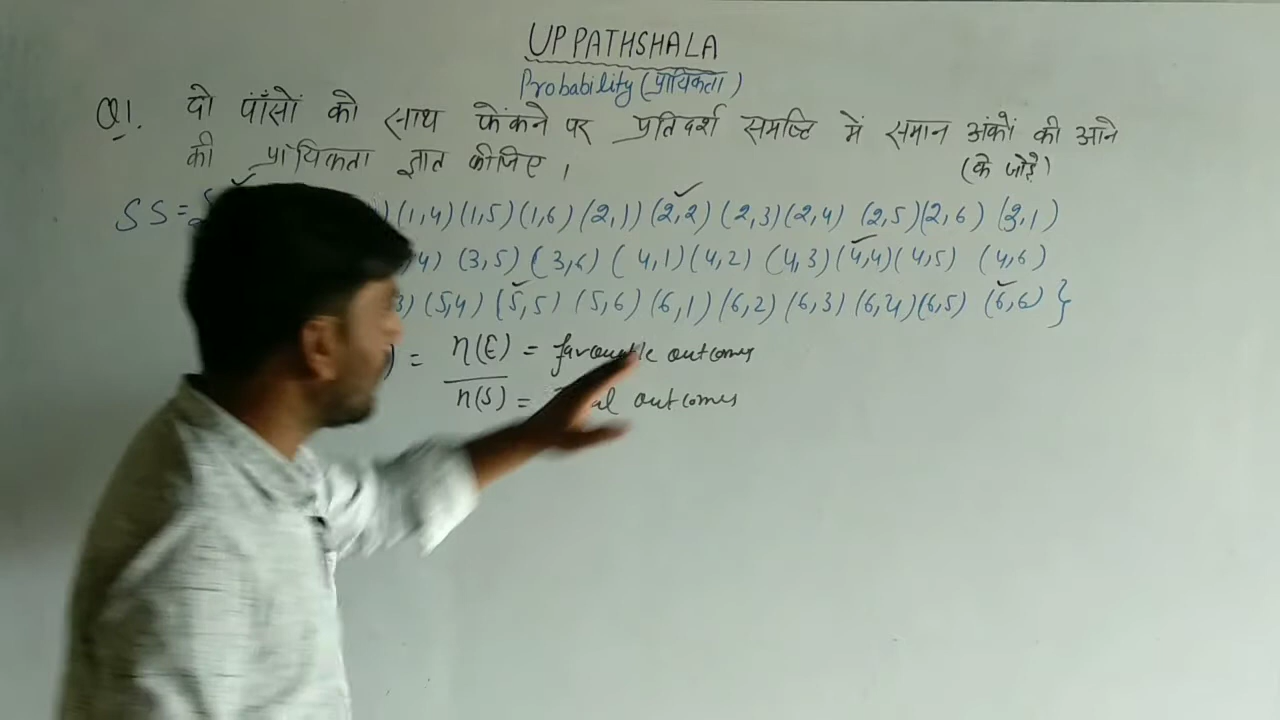 UP PATHSHALA
Probability (प्रायिकता)
Q1. दो पाँसों को साथ फेंकने पर प्रतिदर्श समष्टि में समान अंकों की आने
की प्रायिकता ज्ञात कीजिए । (के जोड़े)
SS = { ) (1,4) (1,5) (1,6) (2,1) (2,2) (2,3) (2,4) (2,5) (2,6) (3,1)
,4) (3,5) (3,6) (4,1) (4,2) (4,3) (4,4) (4,5) (4,6)
3) (5,4) (5,5) (5,6) (6,1) (6,2) (6,3) (6,4) (6,5) (6,6) }
) = n(E) = favourable outcomes
n(S) = outcomes